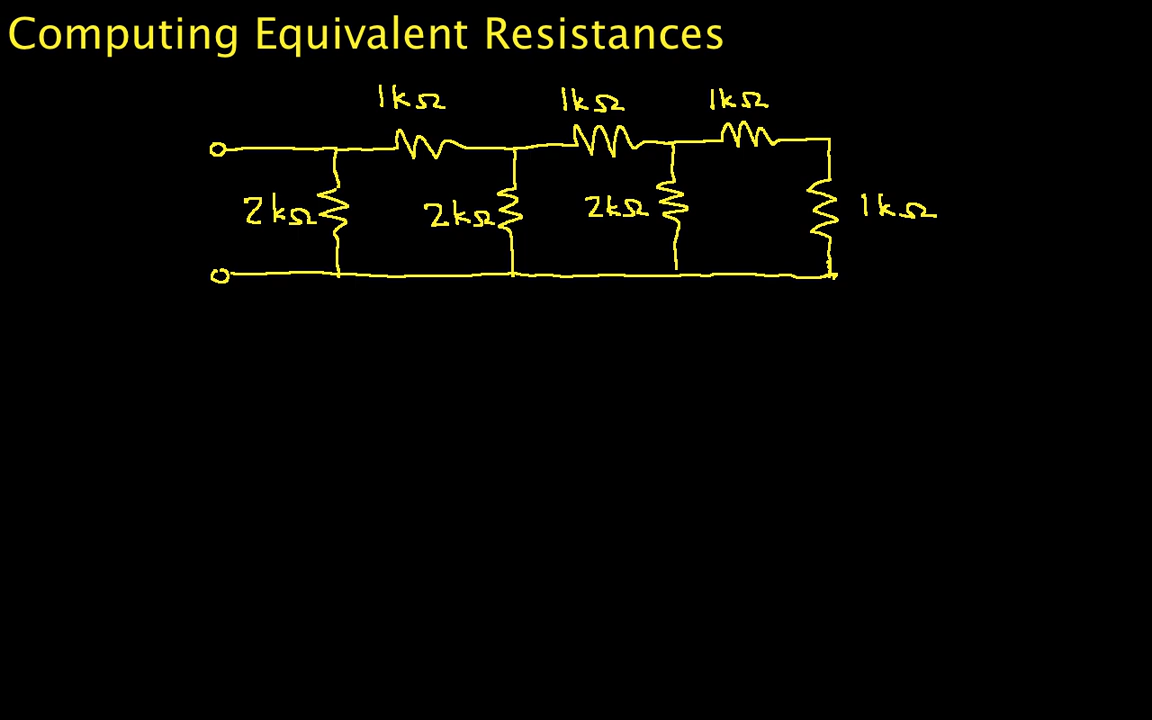 Computing Equivalent Resistances
1kΩ 1kΩ 1kΩ
2kΩ 2kΩ 2kΩ 1kΩ